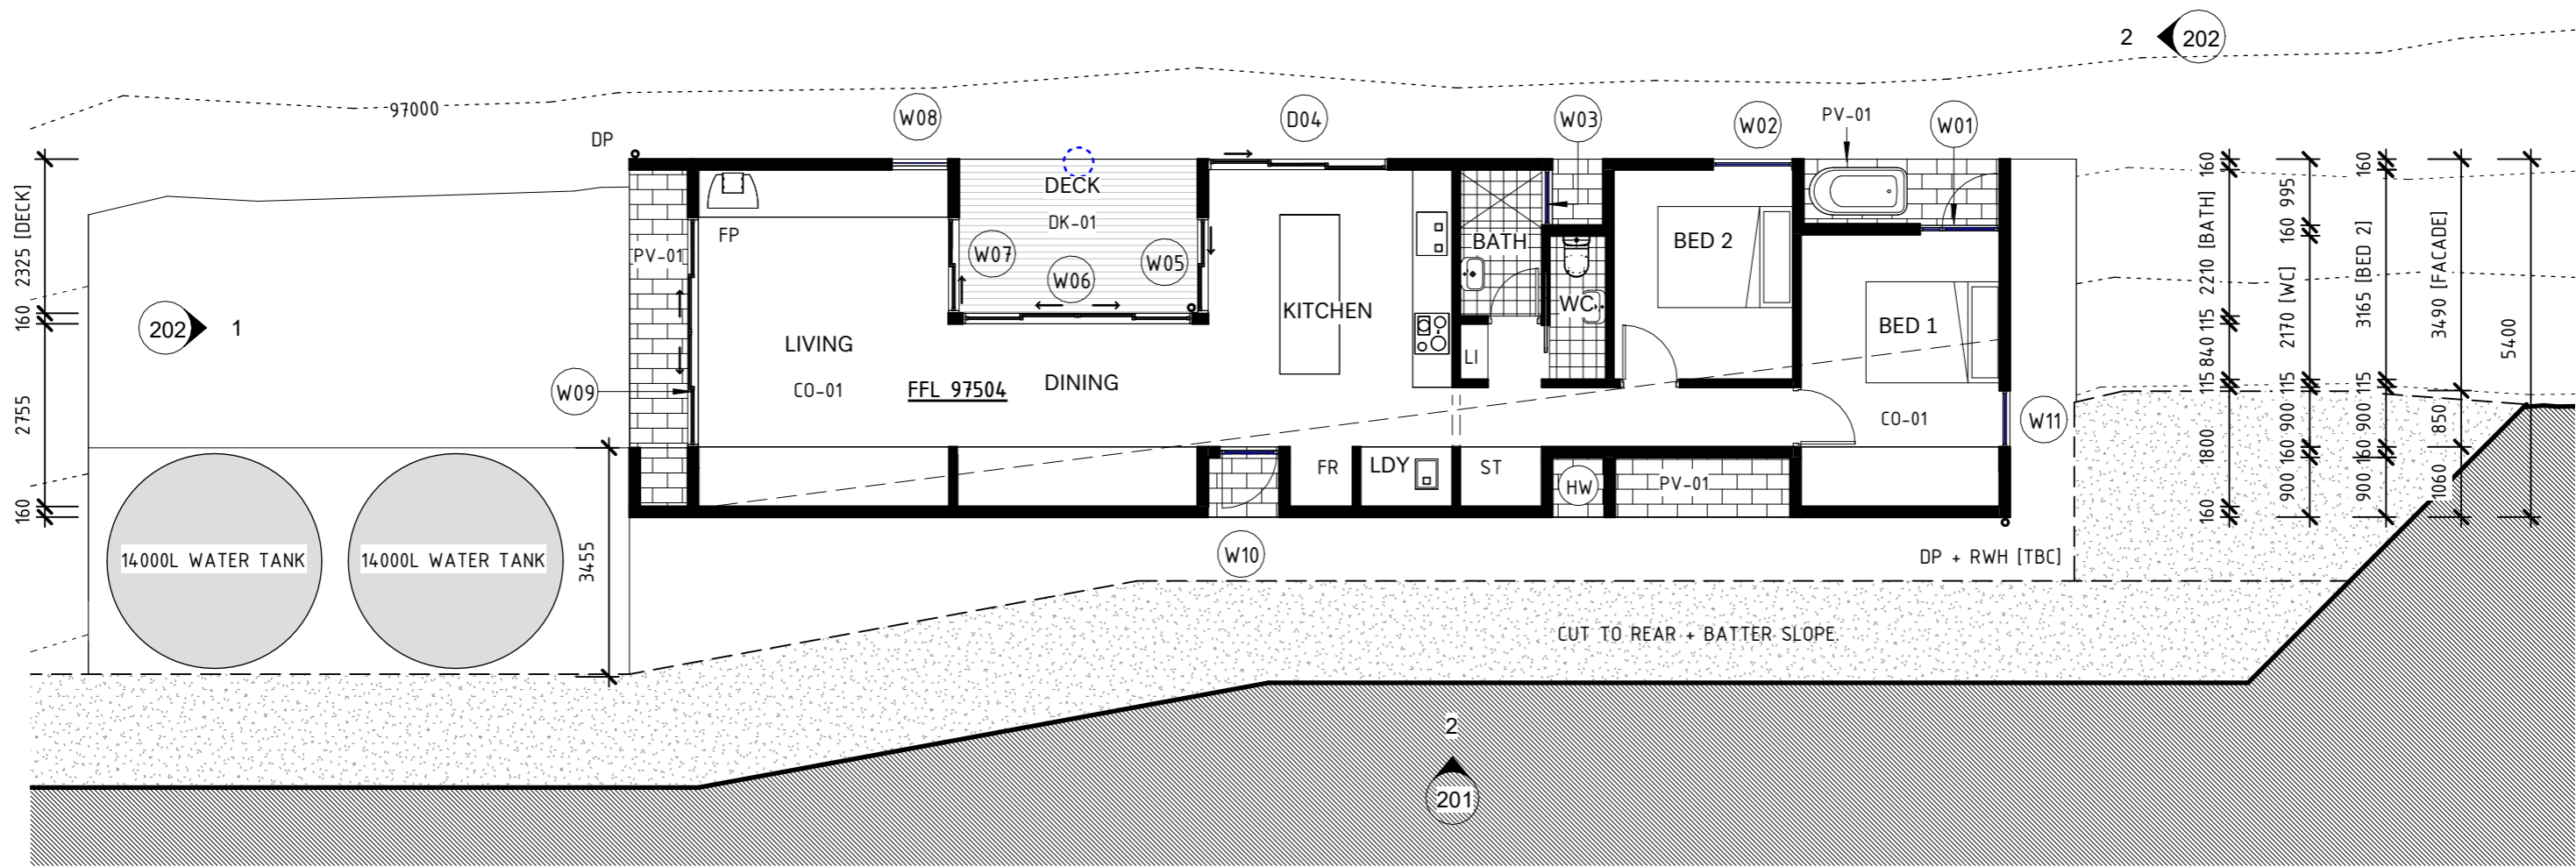 2
202
97000
DP
W08
D04
W03
W02
PV-01
W01
DECK
DK-01
FP
PV-01
W07
W06
W05
BATH
BED 2
WC
KITCHEN
BED 1
LIVING
LI
202
1
CO-01
FFL 97504
DINING
W09
CO-01
W11
FR
LDY
ST
HW
PV-01
14000L WATER TANK
14000L WATER TANK
W10
DP + RWH [TBC]
CUT TO REAR + BATTER SLOPE.
2
201
2325 [DECK]
160
2755
160
3455
160
2210 [BATH]
115
840
115
1800
160
995
160
2170 [WC]
115
900
160
900
160
3165 [BED 2]
115
900
160
900
3490 [FACADE]
850
1060
5400